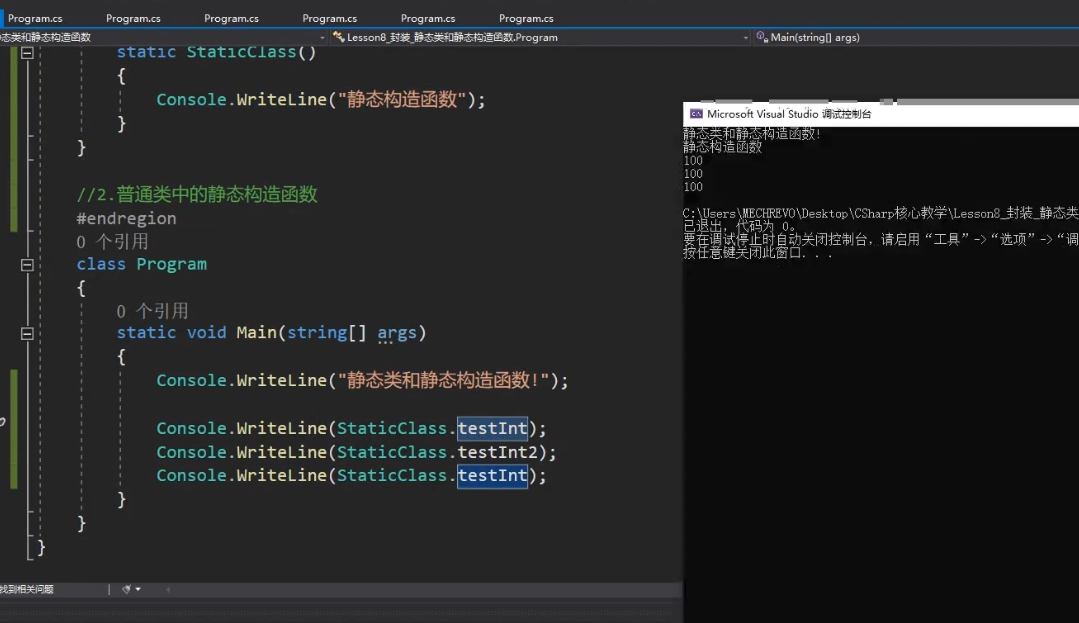 Program.cs Program.cs Program.cs Program.cs Program.cs Program.cs
态类和静态构造函数 Lesson8_封装_静态类和静态构造函数.Program Main(string[] args)
static StaticClass()
{
Console.WriteLine("静态构造函数");
}
}
//2.普通类中的静态构造函数
#endregion
0 个引用
class Program
{
0 个引用
static void Main(string[] args)
{
Console.WriteLine("静态类和静态构造函数!");
Console.WriteLine(StaticClass.testInt);
Console.WriteLine(StaticClass.testInt2);
Console.WriteLine(StaticClass.testInt);
}
}
}
找到相关问题
Microsoft Visual Studio 调试控制台
静态类和静态构造函数!
静态构造函数
100
100
100
C:\Users\MECHREVO\Desktop\CSharp核心教学\Lesson8_封装_静态类
已退出，代码为 0。
要在调试停止时自动关闭控制台，请启用“工具”->“选项”->“调
按任意键关闭此窗口. . .